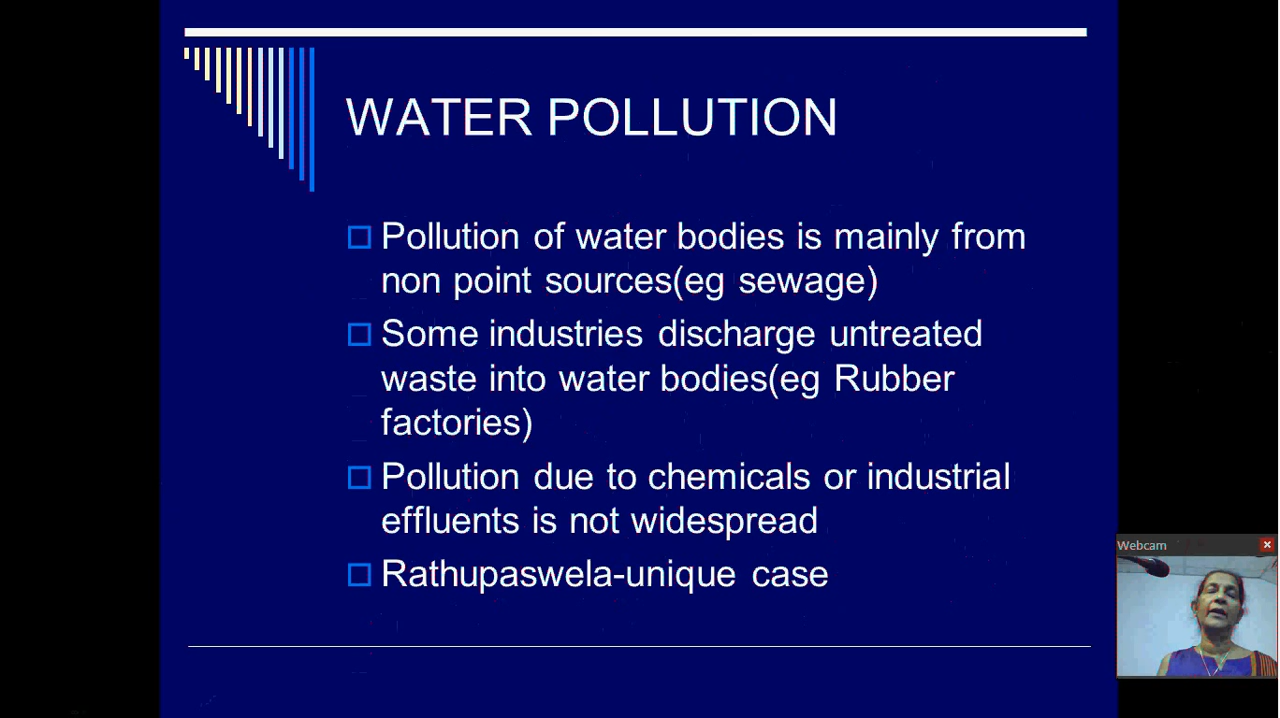 WATER POLLUTION
Pollution of water bodies is mainly from
non point sources(eg sewage)
Some industries discharge untreated
waste into water bodies(eg Rubber
factories)
Pollution due to chemicals or industrial
effluents is not widespread
Rathupaswela-unique case
Webcam